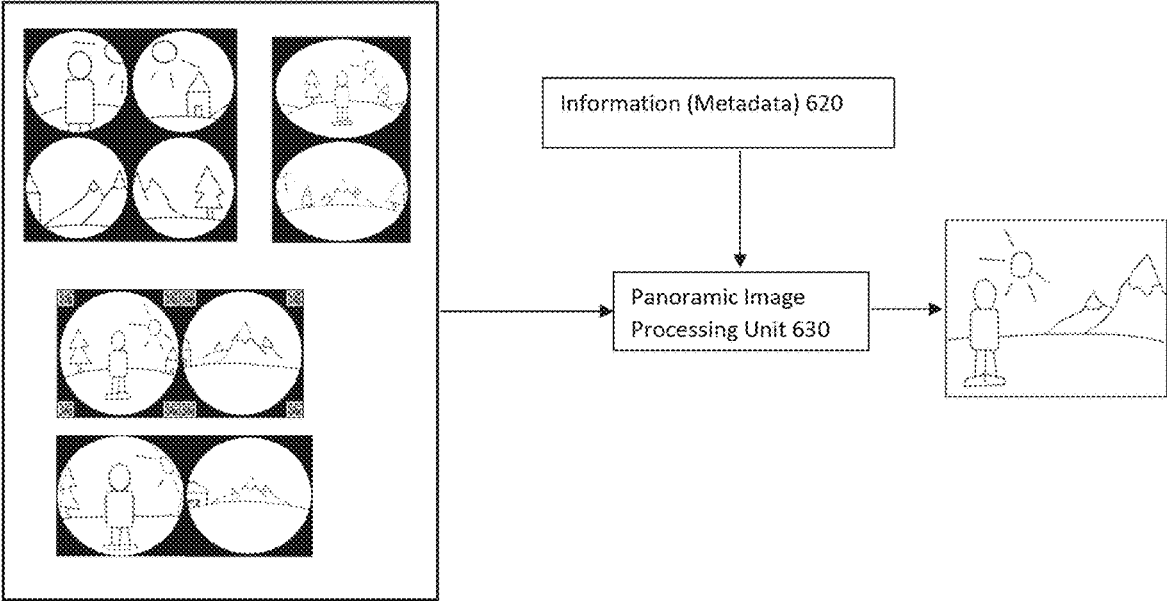 Information (Metadata) 620
Panoramic Image
Processing Unit 630